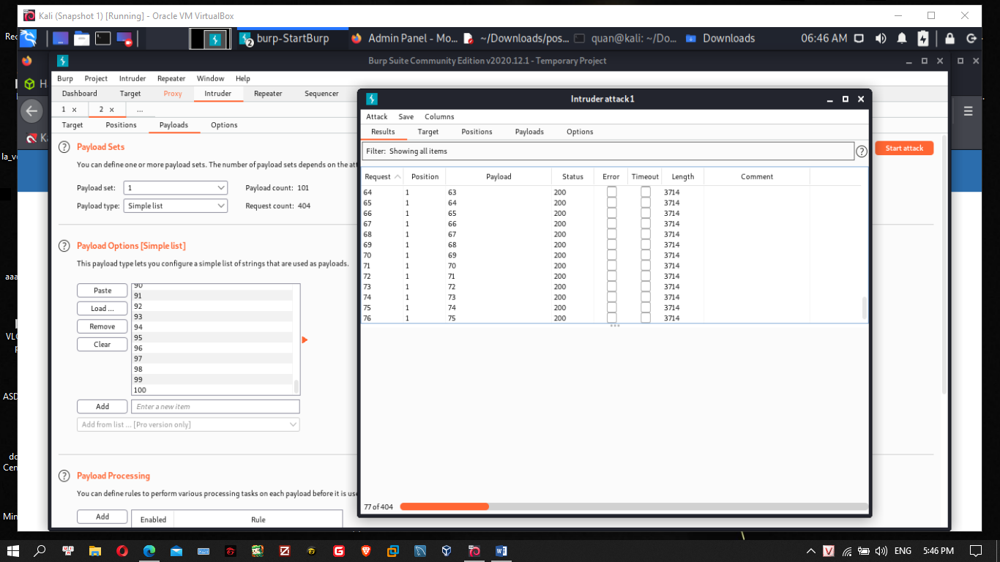 Kali (Snapshot 1) [Running] - Oracle VM VirtualBox
burp-StartBurp
Admin Panel - Mo...
~/Downloads/pos...
quan@kali: ~/Do...
Downloads
06:46 AM
Burp Suite Community Edition v2020.12.1 - Temporary Project
Burp Project Intruder Repeater Window Help
Dashboard Target Proxy Intruder Repeater Sequencer
1 x 2 x ...
Target Positions Payloads Options
Payload Sets
You can define one or more payload sets. The number of payload sets depends on the att
Payload set: 1 Payload count: 101
Payload type: Simple list Request count: 404
Payload Options [Simple list]
This payload type lets you configure a simple list of strings that are used as payloads.
Paste
Load ...
Remove
Clear
90
91
92
93
94
95
96
97
98
99
100
Add Enter a new item
Add from list ... [Pro version only]
Payload Processing
You can define rules to perform various processing tasks on each payload before it is use
Add Enabled Rule
Start attack
Intruder attack1
Attack Save Columns
Results Target Positions Payloads Options
Filter: Showing all items
Request Position Payload Status Error Timeout Length Comment
64 1 63 200 3714
65 1 64 200 3714
66 1 65 200 3714
67 1 66 200 3714
68 1 67 200 3714
69 1 68 200 3714
70 1 69 200 3714
71 1 70 200 3714
72 1 71 200 3714
73 1 72 200 3714
74 1 73 200 3714
75 1 74 200 3714
76 1 75 200 3714
77 of 404
Rec
la_v
aaa
VLC
p
ASD
do
Cen
Min
ENG 5:46 PM